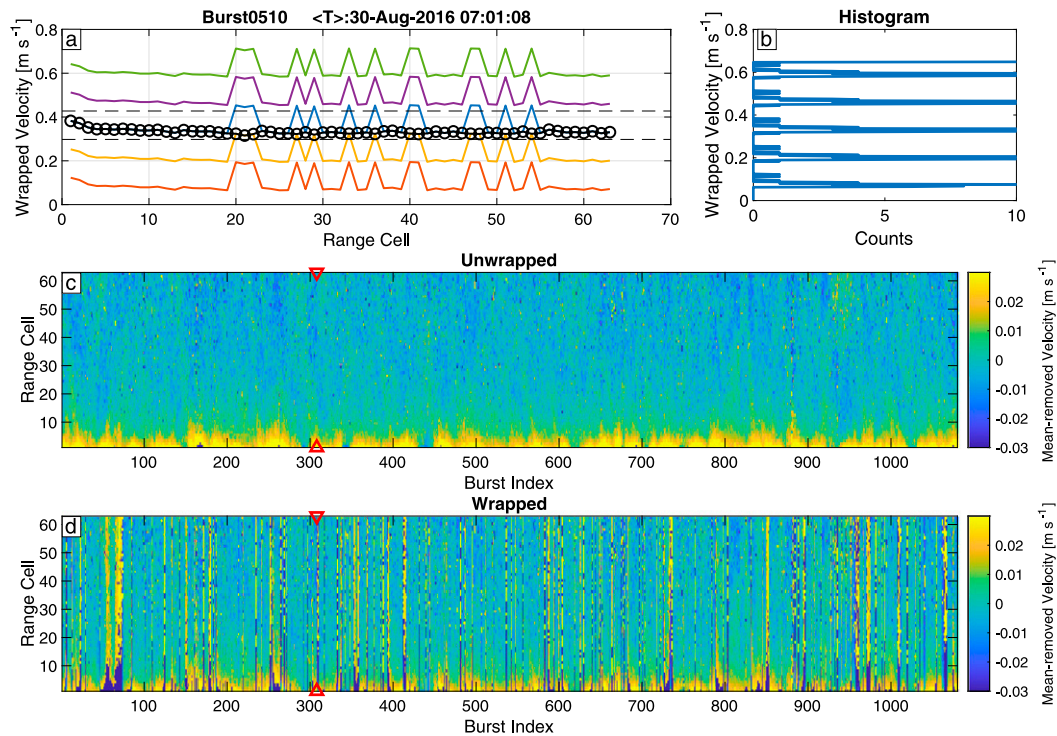 Burst0510 <T>:30-Aug-2016 07:01:08
a
Wrapped Velocity [m s-1]
0.8
0.6
0.4
0.2
0
0 10 20 30 40 50 60 70
Range Cell
Histogram
b
Wrapped Velocity [m s-1]
0.8
0.6
0.4
0.2
0
0 5 10
Counts
Unwrapped
c
Range Cell
60
50
40
30
20
10
100 200 300 400 500 600 700 800 900 1000
Burst Index
0.02
0.01
0
-0.01
-0.02
-0.03
Mean-removed Velocity [m s-1]
Wrapped
d
Range Cell
60
50
40
30
20
10
100 200 300 400 500 600 700 800 900 1000
Burst Index
0.02
0.01
0
-0.01
-0.02
-0.03
Mean-removed Velocity [m s-1]